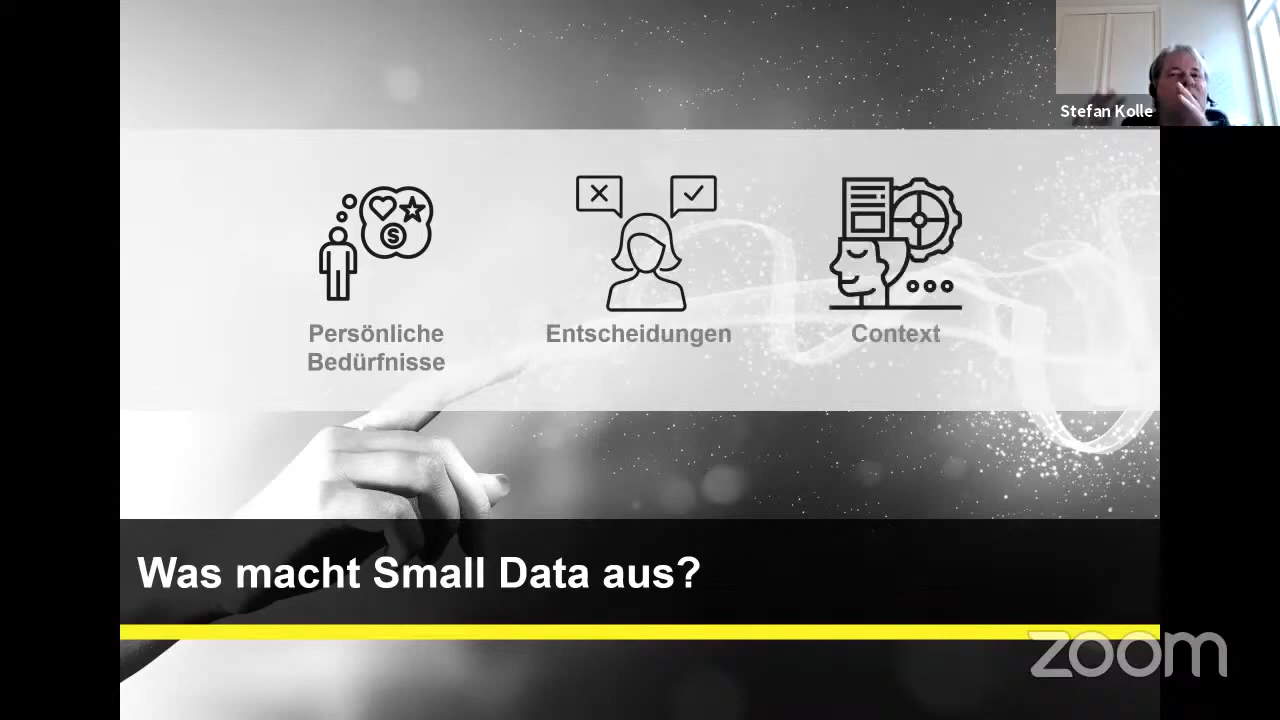 Stefan Kolle
Persönliche
Bedürfnisse
Entscheidungen
Context
Was macht Small Data aus?
zoom